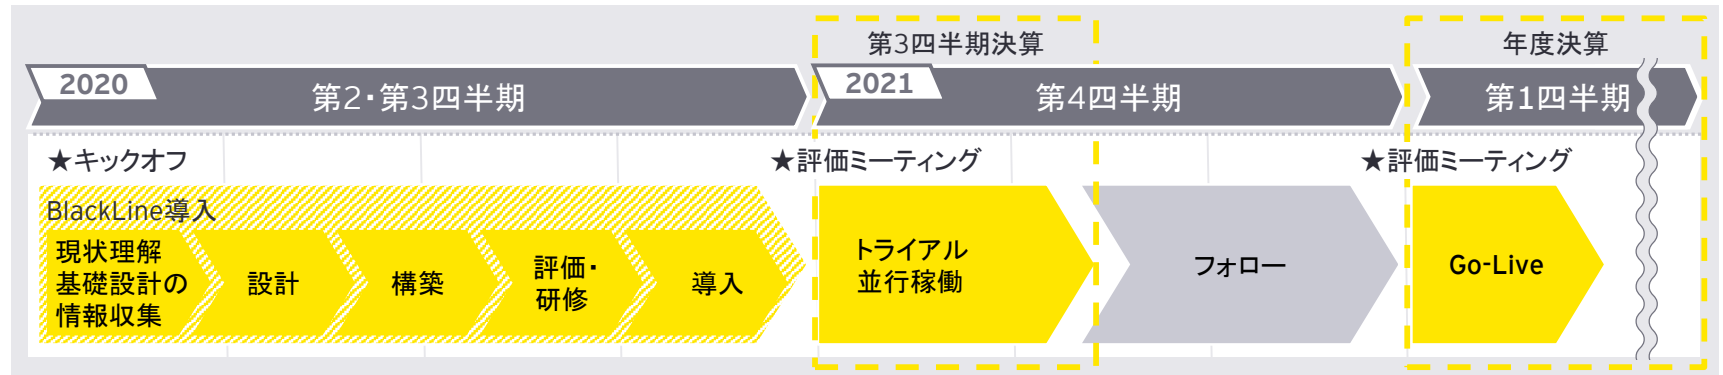 第3四半期決算
年度決算
2020
第2・第3四半期
2021
第4四半期
第1四半期
★キックオフ
★評価ミーティング
★評価ミーティング
BlackLine導入
現状理解
基礎設計の
情報収集
設計
構築
評価・
研修
導入
トライアル
並行稼働
フォロー
Go-Live